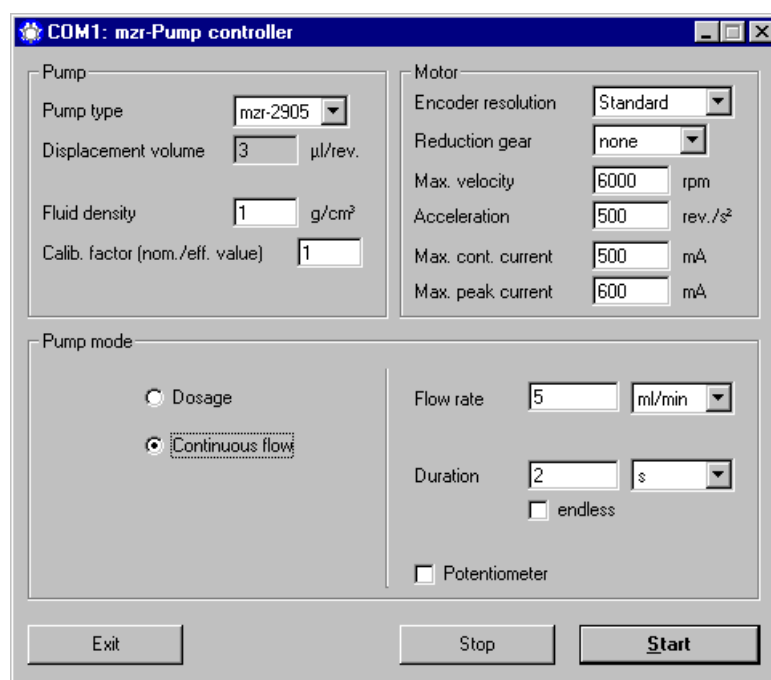 COM1: mzr-Pump controller
Pump
Pump type mzr-2905
Displacement volume 3 µl/rev.
Fluid density 1 g/cm³
Calib. factor (nom./eff. value) 1
Motor
Encoder resolution Standard
Reduction gear none
Max. velocity 6000 rpm
Acceleration 500 rev./s²
Max. cont. current 500 mA
Max. peak current 600 mA
Pump mode
Dosage
Continuous flow
Flow rate 5 ml/min
Duration 2 s
endless
Potentiometer
Exit Stop Start